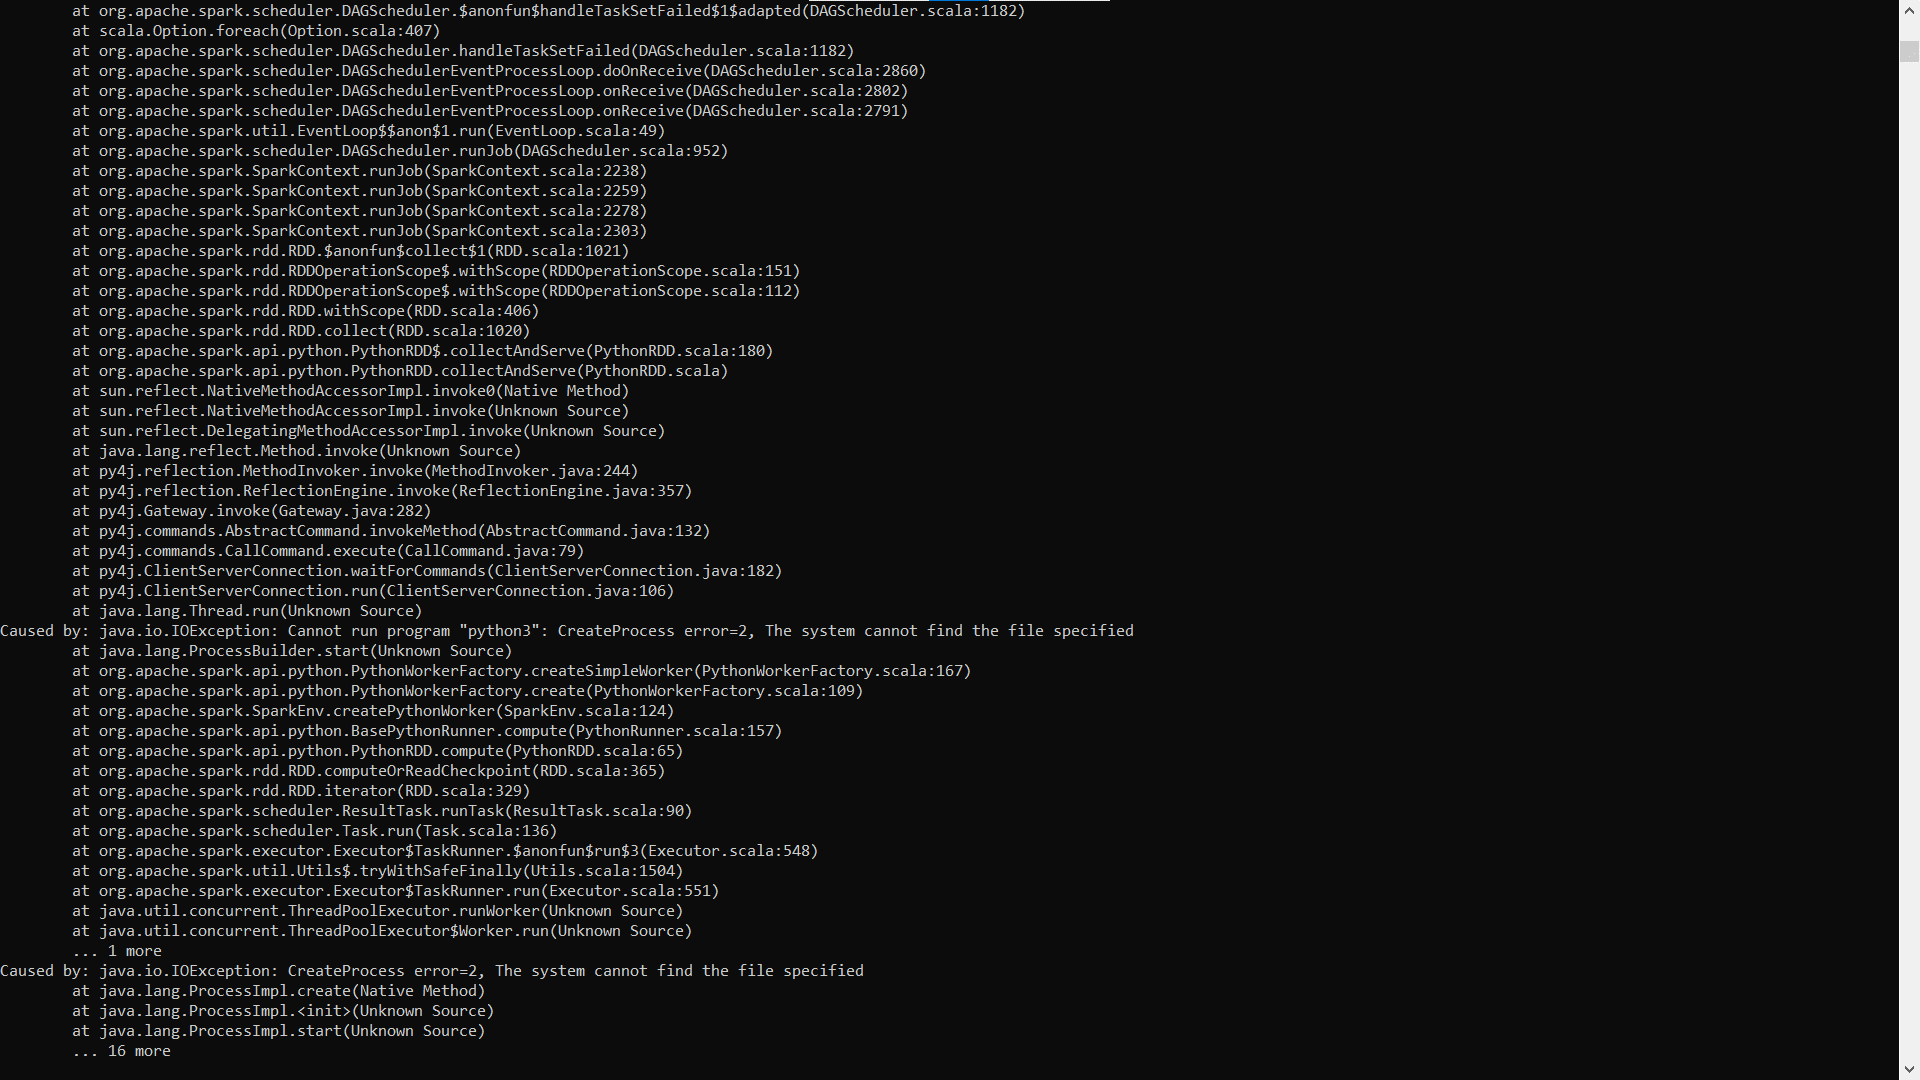 at org.apache.spark.scheduler.DAGScheduler.$anonfun$handleTaskSetFailed$1$adapted(DAGScheduler.scala:1182)
at scala.Option.foreach(Option.scala:407)
at org.apache.spark.scheduler.DAGScheduler.handleTaskSetFailed(DAGScheduler.scala:1182)
at org.apache.spark.scheduler.DAGSchedulerEventProcessLoop.doOnReceive(DAGScheduler.scala:2860)
at org.apache.spark.scheduler.DAGSchedulerEventProcessLoop.onReceive(DAGScheduler.scala:2802)
at org.apache.spark.scheduler.DAGSchedulerEventProcessLoop.onReceive(DAGScheduler.scala:2791)
at org.apache.spark.util.EventLoop$$anon$1.run(EventLoop.scala:49)
at org.apache.spark.scheduler.DAGScheduler.runJob(DAGScheduler.scala:952)
at org.apache.spark.SparkContext.runJob(SparkContext.scala:2238)
at org.apache.spark.SparkContext.runJob(SparkContext.scala:2259)
at org.apache.spark.SparkContext.runJob(SparkContext.scala:2278)
at org.apache.spark.SparkContext.runJob(SparkContext.scala:2303)
at org.apache.spark.rdd.RDD.$anonfun$collect$1(RDD.scala:1021)
at org.apache.spark.rdd.RDDOperationScope$.withScope(RDDOperationScope.scala:151)
at org.apache.spark.rdd.RDDOperationScope$.withScope(RDDOperationScope.scala:112)
at org.apache.spark.rdd.RDD.withScope(RDD.scala:406)
at org.apache.spark.rdd.RDD.collect(RDD.scala:1020)
at org.apache.spark.api.python.PythonRDD$.collectAndServe(PythonRDD.scala:180)
at org.apache.spark.api.python.PythonRDD.collectAndServe(PythonRDD.scala)
at sun.reflect.NativeMethodAccessorImpl.invoke0(Native Method)
at sun.reflect.NativeMethodAccessorImpl.invoke(Unknown Source)
at sun.reflect.DelegatingMethodAccessorImpl.invoke(Unknown Source)
at java.lang.reflect.Method.invoke(Unknown Source)
at py4j.reflection.MethodInvoker.invoke(MethodInvoker.java:244)
at py4j.reflection.ReflectionEngine.invoke(ReflectionEngine.java:357)
at py4j.Gateway.invoke(Gateway.java:282)
at py4j.commands.AbstractCommand.invokeMethod(AbstractCommand.java:132)
at py4j.commands.CallCommand.execute(CallCommand.java:79)
at py4j.ClientServerConnection.waitForCommands(ClientServerConnection.java:182)
at py4j.ClientServerConnection.run(ClientServerConnection.java:106)
at java.lang.Thread.run(Unknown Source)
Caused by: java.io.IOException: Cannot run program "python3": CreateProcess error=2, The system cannot find the file specified
at java.lang.ProcessBuilder.start(Unknown Source)
at org.apache.spark.api.python.PythonWorkerFactory.createSimpleWorker(PythonWorkerFactory.scala:167)
at org.apache.spark.api.python.PythonWorkerFactory.create(PythonWorkerFactory.scala:109)
at org.apache.spark.SparkEnv.createPythonWorker(SparkEnv.scala:124)
at org.apache.spark.api.python.BasePythonRunner.compute(PythonRunner.scala:157)
at org.apache.spark.api.python.PythonRDD.compute(PythonRDD.scala:65)
at org.apache.spark.rdd.RDD.computeOrReadCheckpoint(RDD.scala:365)
at org.apache.spark.rdd.RDD.iterator(RDD.scala:329)
at org.apache.spark.scheduler.ResultTask.runTask(ResultTask.scala:90)
at org.apache.spark.scheduler.Task.run(Task.scala:136)
at org.apache.spark.executor.Executor$TaskRunner.$anonfun$run$3(Executor.scala:548)
at org.apache.spark.util.Utils$.tryWithSafeFinally(Utils.scala:1504)
at org.apache.spark.executor.Executor$TaskRunner.run(Executor.scala:551)
at java.util.concurrent.ThreadPoolExecutor.runWorker(Unknown Source)
at java.util.concurrent.ThreadPoolExecutor$Worker.run(Unknown Source)
... 1 more
Caused by: java.io.IOException: CreateProcess error=2, The system cannot find the file specified
at java.lang.ProcessImpl.create(Native Method)
at java.lang.ProcessImpl.<init>(Unknown Source)
at java.lang.ProcessImpl.start(Unknown Source)
... 16 more